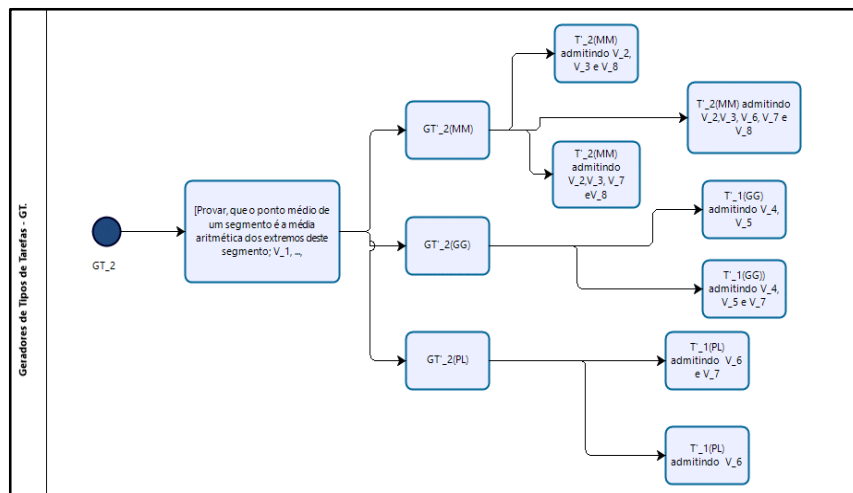 Geradores de Tipos de Tarefas - GT.
GT_2
[Provar, que o ponto médio de
um segmento é a média
aritmética dos extremos deste
segmento; V_1, ...,
GT'_2(MM)
T'_2(MM)
admitndo V_2,
V_3 e V_8
T'_2(MM) admitindo
V_2,V_3, V_6, V_7 e
V_8
T'_2(MM)
admitindo
V_2,V_3, V_7
eV_8
GT'_2(GG)
T'_1(GG)
admitindo V_4,
V_5
T'_1(GG))
admitindo V_4,
V_5 e V_7
GT'_2(PL)
T'_1(PL)
admitindo V_6
e V_7
T'_1(PL)
admitindo V_6